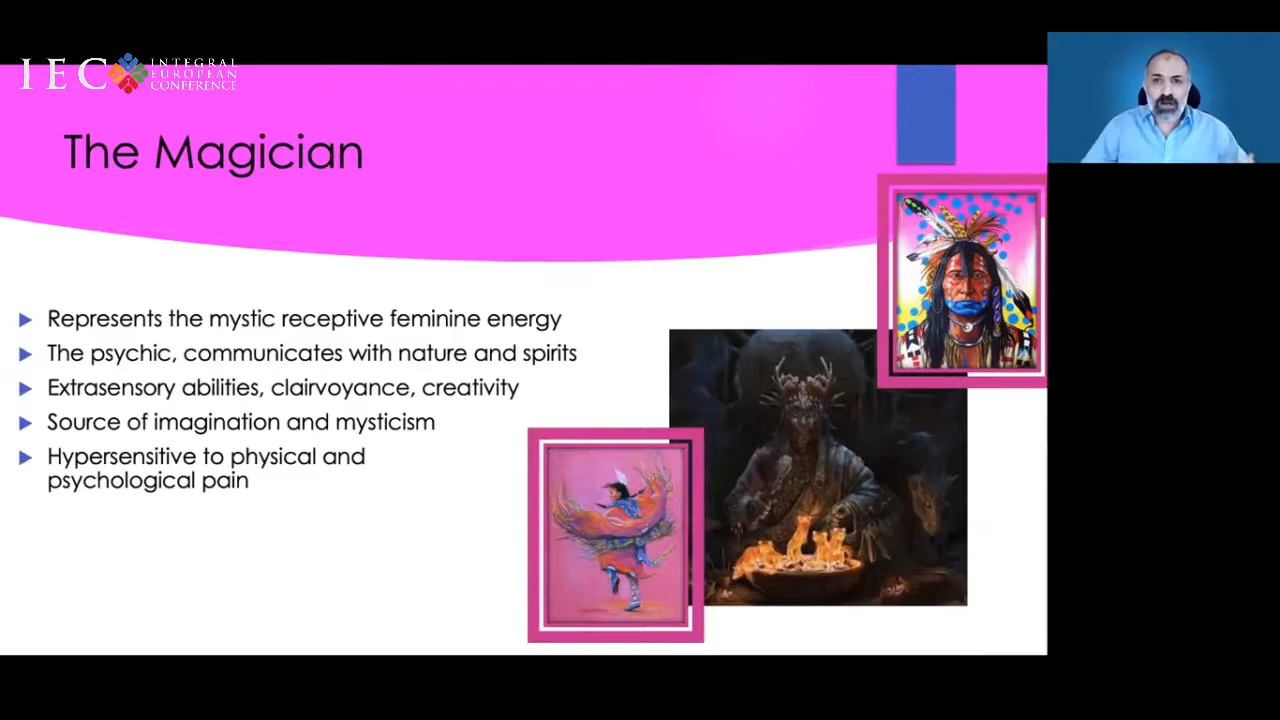 IEC INTEGRAL
EUROPEAN
CONFERENCE
The Magician
Represents the mystic receptive feminine energy
The psychic, communicates with nature and spirits
Extrasensory abilities, clairvoyance, creativity
Source of imagination and mysticism
Hypersensitive to physical and
psychological pain